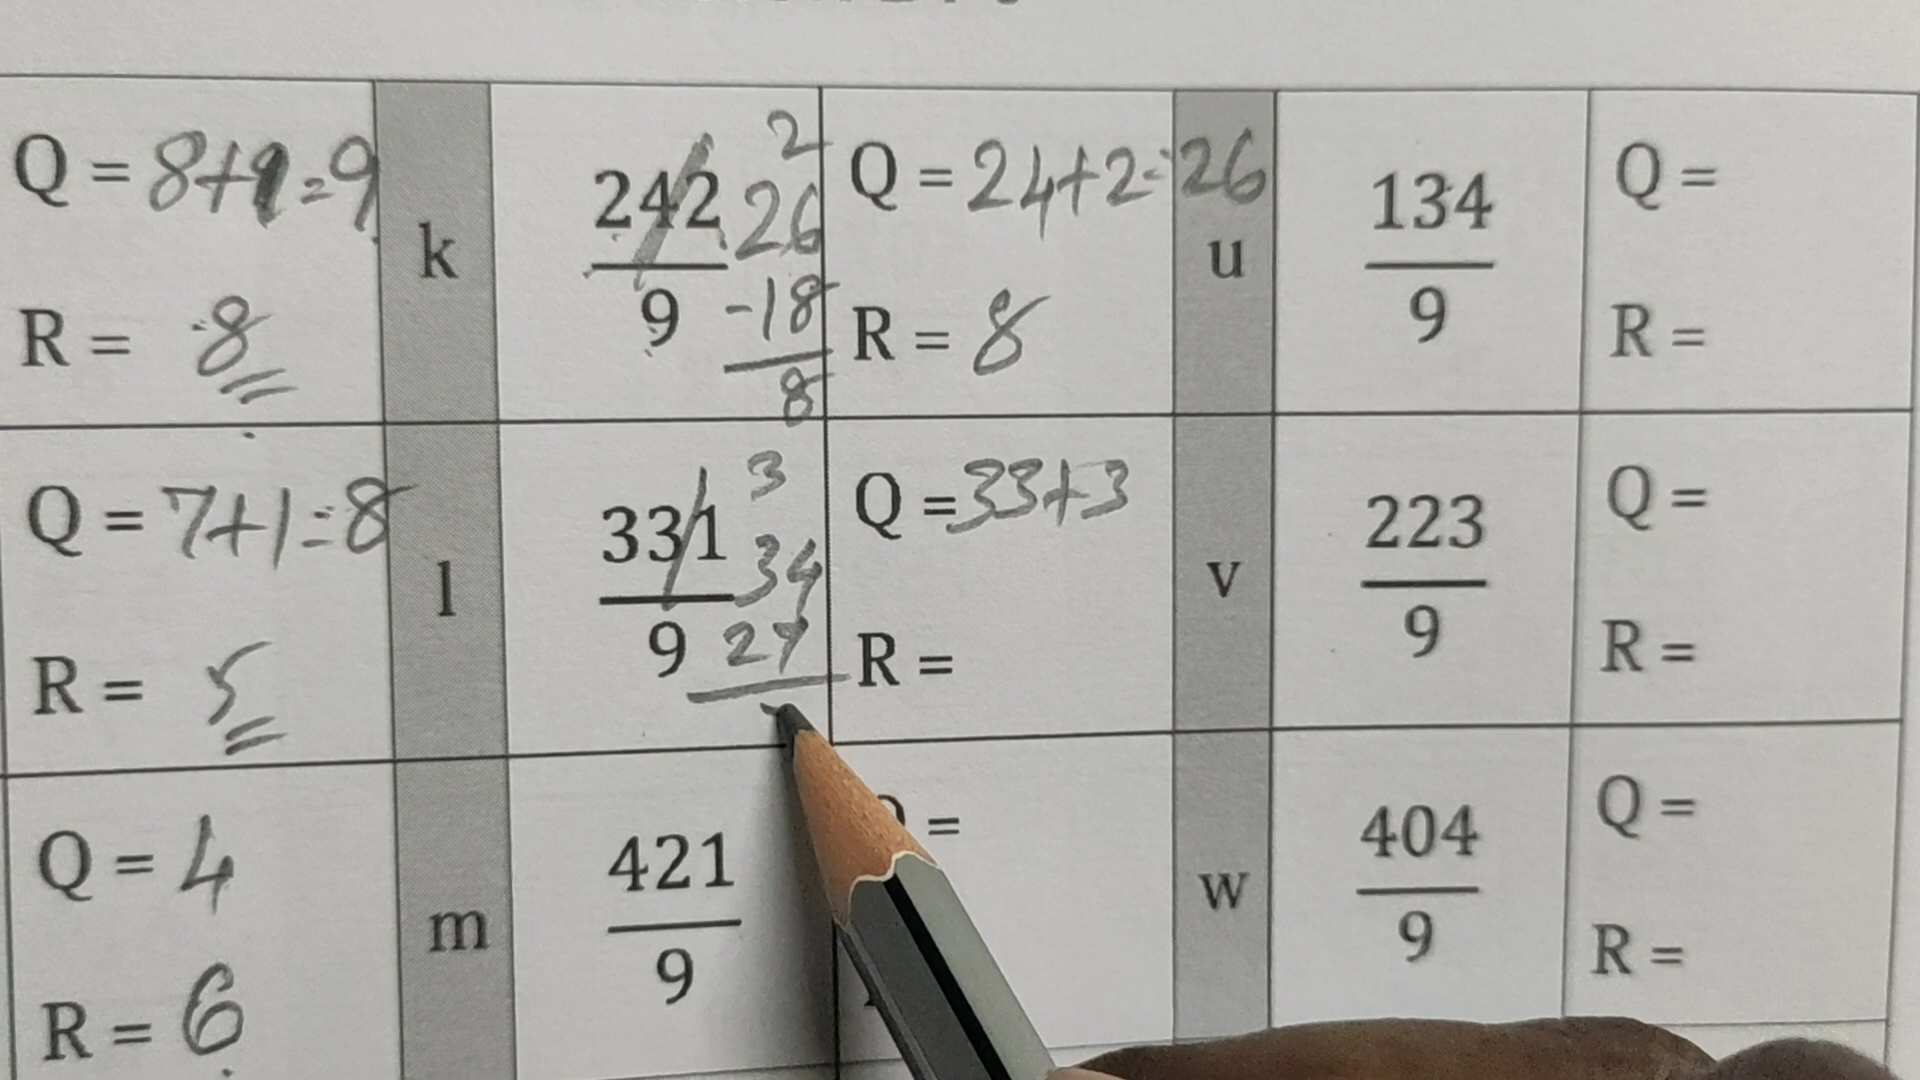 Q = 8+1=9
R = 8
k
242
9
2
26
-18
8
Q = 24+2=26
R = 8
u
134
9
Q =
R =
Q = 7+1=8
R = 5
l
331
9
3
34
27
Q = 33+3
R =
v
223
9
Q =
R =
Q = 4
R = 6
m
421
9
=
w
404
9
Q =
R =